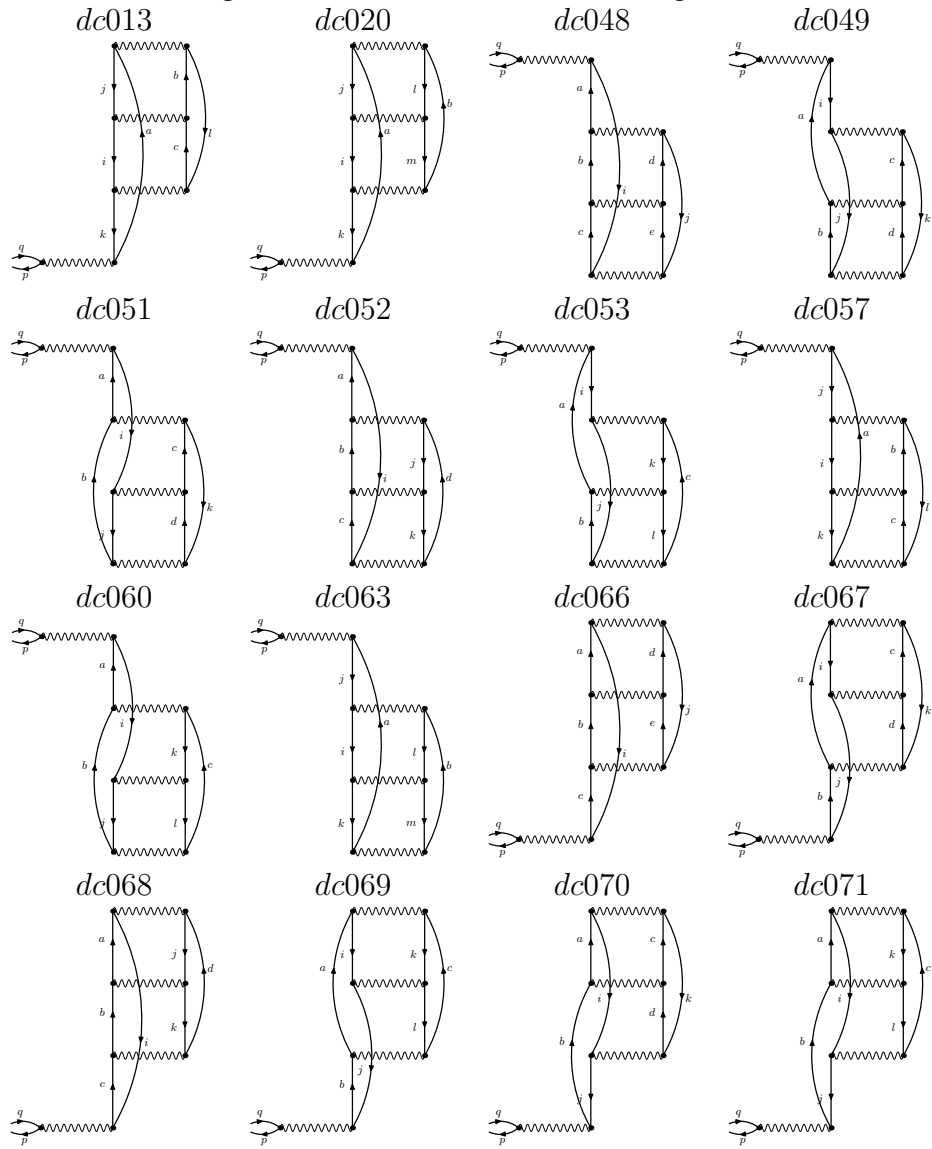 dc013 dc020 dc048 dc049
q p j i k a b c l
q p j i k a l m b
q p a b c i d e j
q p a i j b c d k
dc051 dc052 dc053 dc057
q p a i b j c d k
q p a b c i j k d
q p a i j b k l c
q p j i k a b c l
dc060 dc063 dc066 dc067
q p a i b j k l c
q p j i k a l m b
q p a b c i d e j
q p a i j b c d k
dc068 dc069 dc070 dc071
q p a b c i j k d
q p a i j b k l c
q p a i b j c d k
q p a i b j k l c